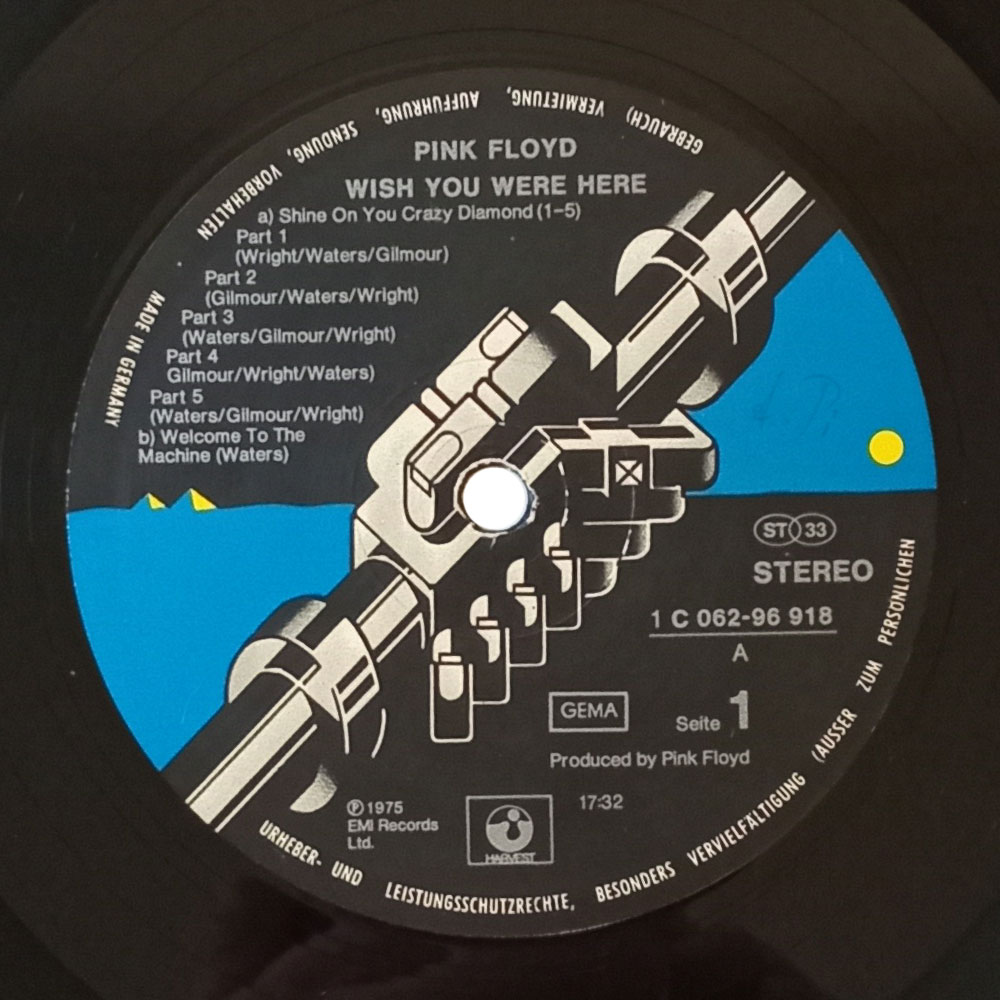 PINK FLOYD
WISH YOU WERE HERE
a) Shine On You Crazy Diamond (1–5)
Part 1
(Wright/Waters/Gilmour)
Part 2
(Gilmour/Waters/Wright)
Part 3
(Waters/Gilmour/Wright)
Part 4
Gilmour/Wright/Waters)
Part 5
(Waters/Gilmour/Wright)
b) Welcome To The
Machine (Waters)
ST 33
STEREO
1 C 062-96 918
A
GEMA
Seite 1
Produced by Pink Floyd
17:32
℗ 1975
EMI Records
Ltd.
HARVEST
MADE IN GERMANY
URHEBER- UND LEISTUNGSSCHUTZRECHTE, BESONDERS VERVIELFÄLTIGUNG (AUSSER ZUM PERSÖNLICHEN GEBRAUCH) VERMIETUNG, AUFFÜHRUNG, SENDUNG, VORBEHALTEN